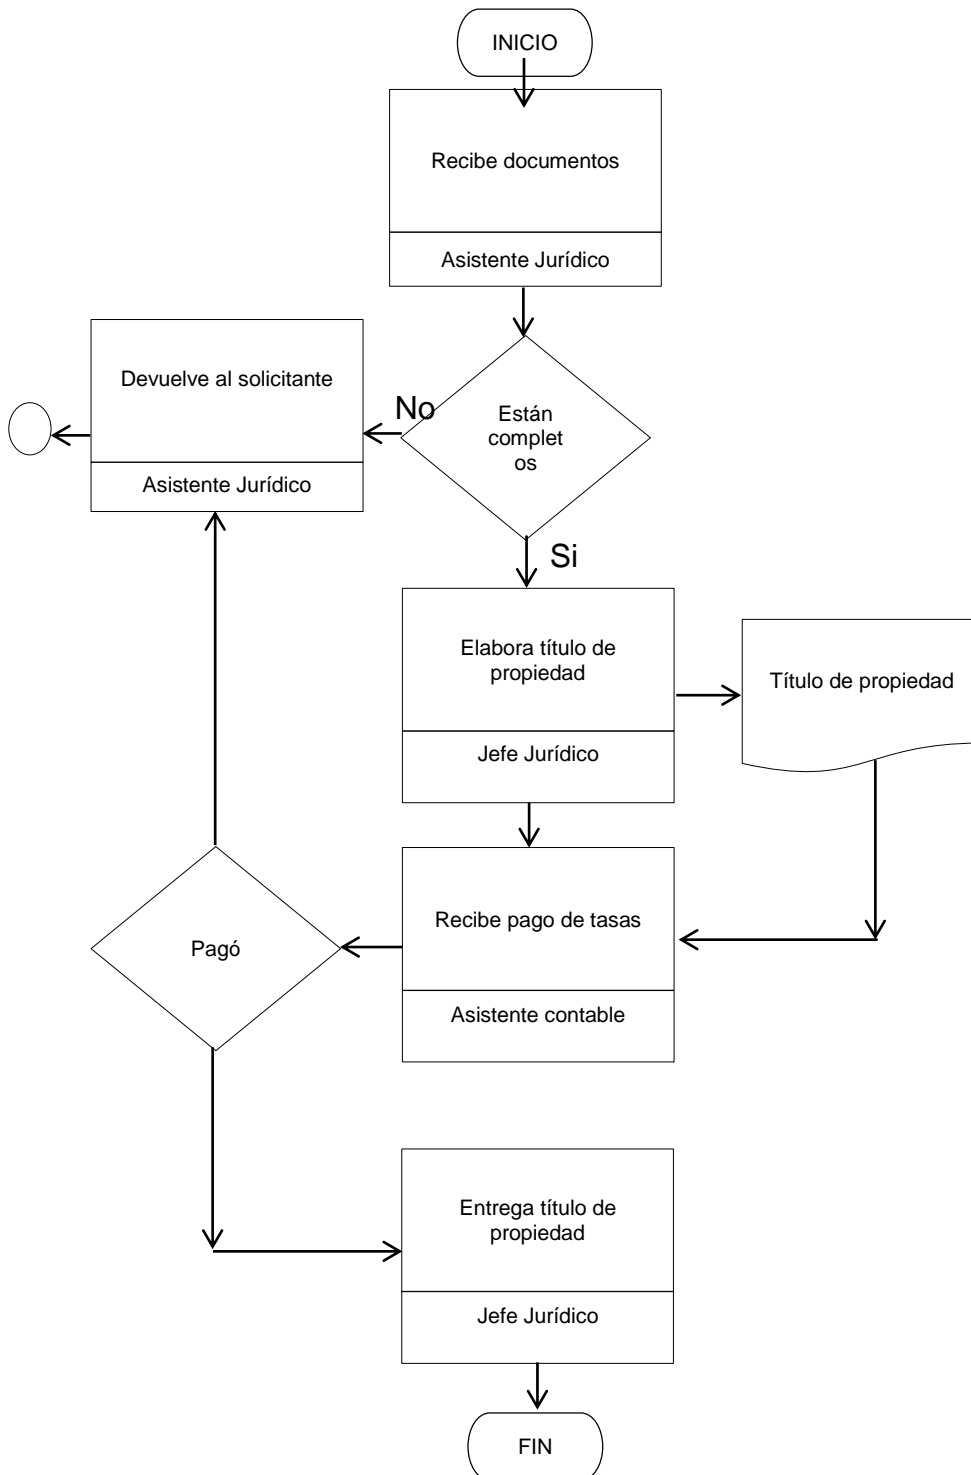 INICIO
Recibe documentos
Asistente Jurídico
Devuelve al solicitante
Asistente Jurídico
No
Están
complet
os
Si
Elabora título de
propiedad
Jefe Jurídico
Título de propiedad
Recibe pago de tasas
Asistente contable
Pagó
Entrega título de
propiedad
Jefe Jurídico
FIN